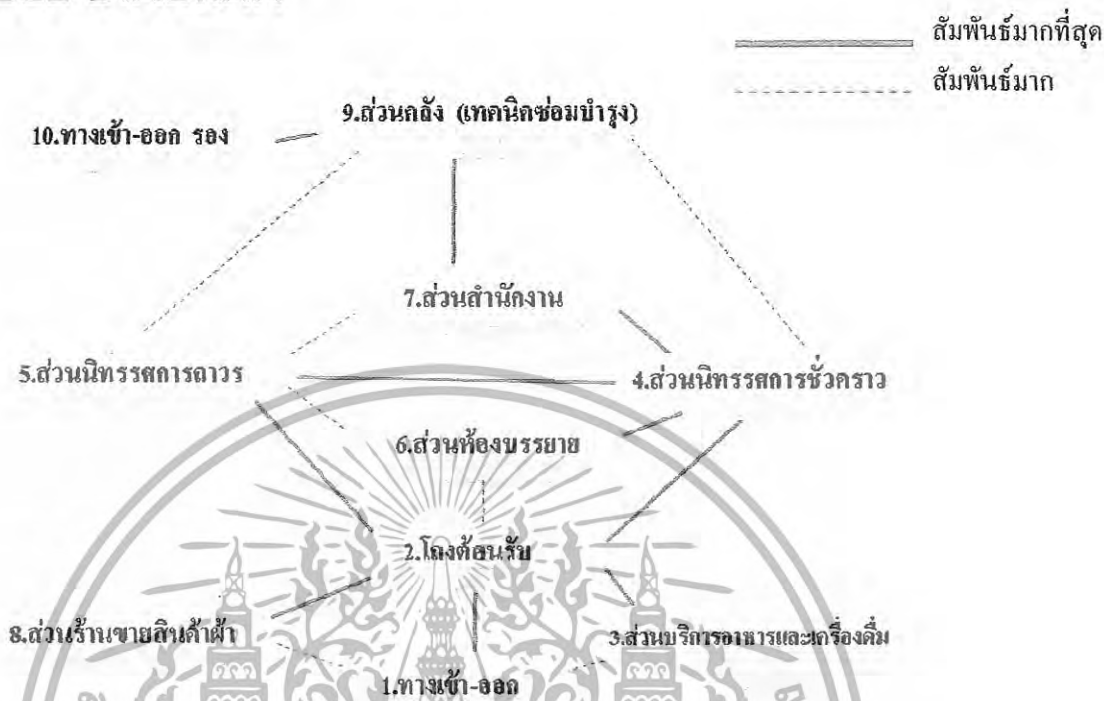 สัมพันธ์มากที่สุด
สัมพันธ์มาก
9.ส่วนคลัง (เทคนิคซ่อมบำรุง)
10.ทางเข้า-ออก รอง
7.ส่วนสำนักงาน
5.ส่วนนิทรรศการถาวร
4.ส่วนนิทรรศการชั่วคราว
6.ส่วนห้องบรรยาย
2.โถงต้อนรับ
8.ส่วนร้านขายสินค้าผ้า
3.ส่วนบริการอาหารและเครื่องดื่ม
1.ทางเข้า-ออก